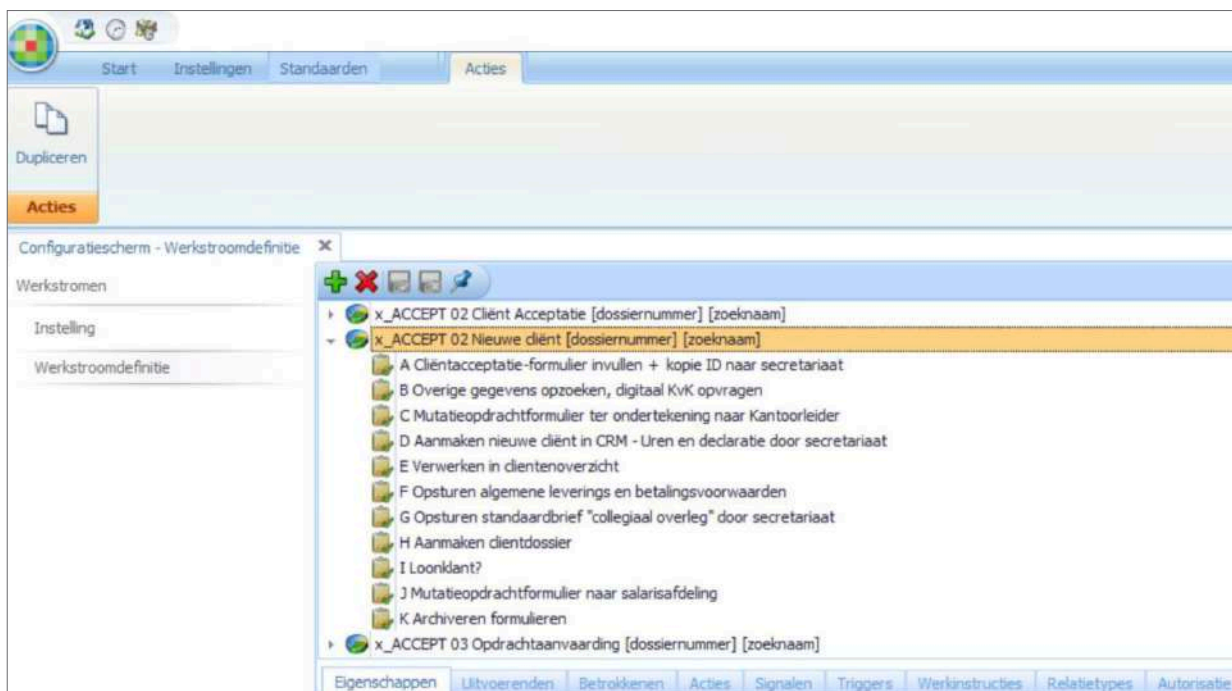 Start Instellingen Standaarden Acties
Dupliceren
Acties
Configuratiescherm - Werkstroomdefinitie
Werkstromen
Instelling
Werkstroomdefinitie
x_ACCEPT 02 Cliënt Acceptatie [dossiernummer] [zoeknaam]
x_ACCEPT 02 Nieuwe cliënt [dossiernummer] [zoeknaam]
A Cliëntacceptatie-formulier invullen + kopie ID naar secretariaat
B Overige gegevens opzoeken, digitaal KvK opvragen
C Mutatieopdrachtformulier ter ondertekening naar Kantoorleider
D Aanmaken nieuwe cliënt in CRM - Uren en declaratie door secretariaat
E Verwerken in clientenoverzicht
F Opsturen algemene leverings en betalingsvoorwaarden
G Opsturen standaardbrief "collegiaal overleg" door secretariaat
H Aanmaken clientdossier
I Loonklant?
J Mutatieopdrachtformulier naar salarisafdeling
K Archiveren formulieren
x_ACCEPT 03 Opdrachtaanvaarding [dossiernummer] [zoeknaam]
Eigenschappen Uitvoerenden Betrokkenen Acties Signalen Triggers Werkinstructies Relatietypes Autorisati